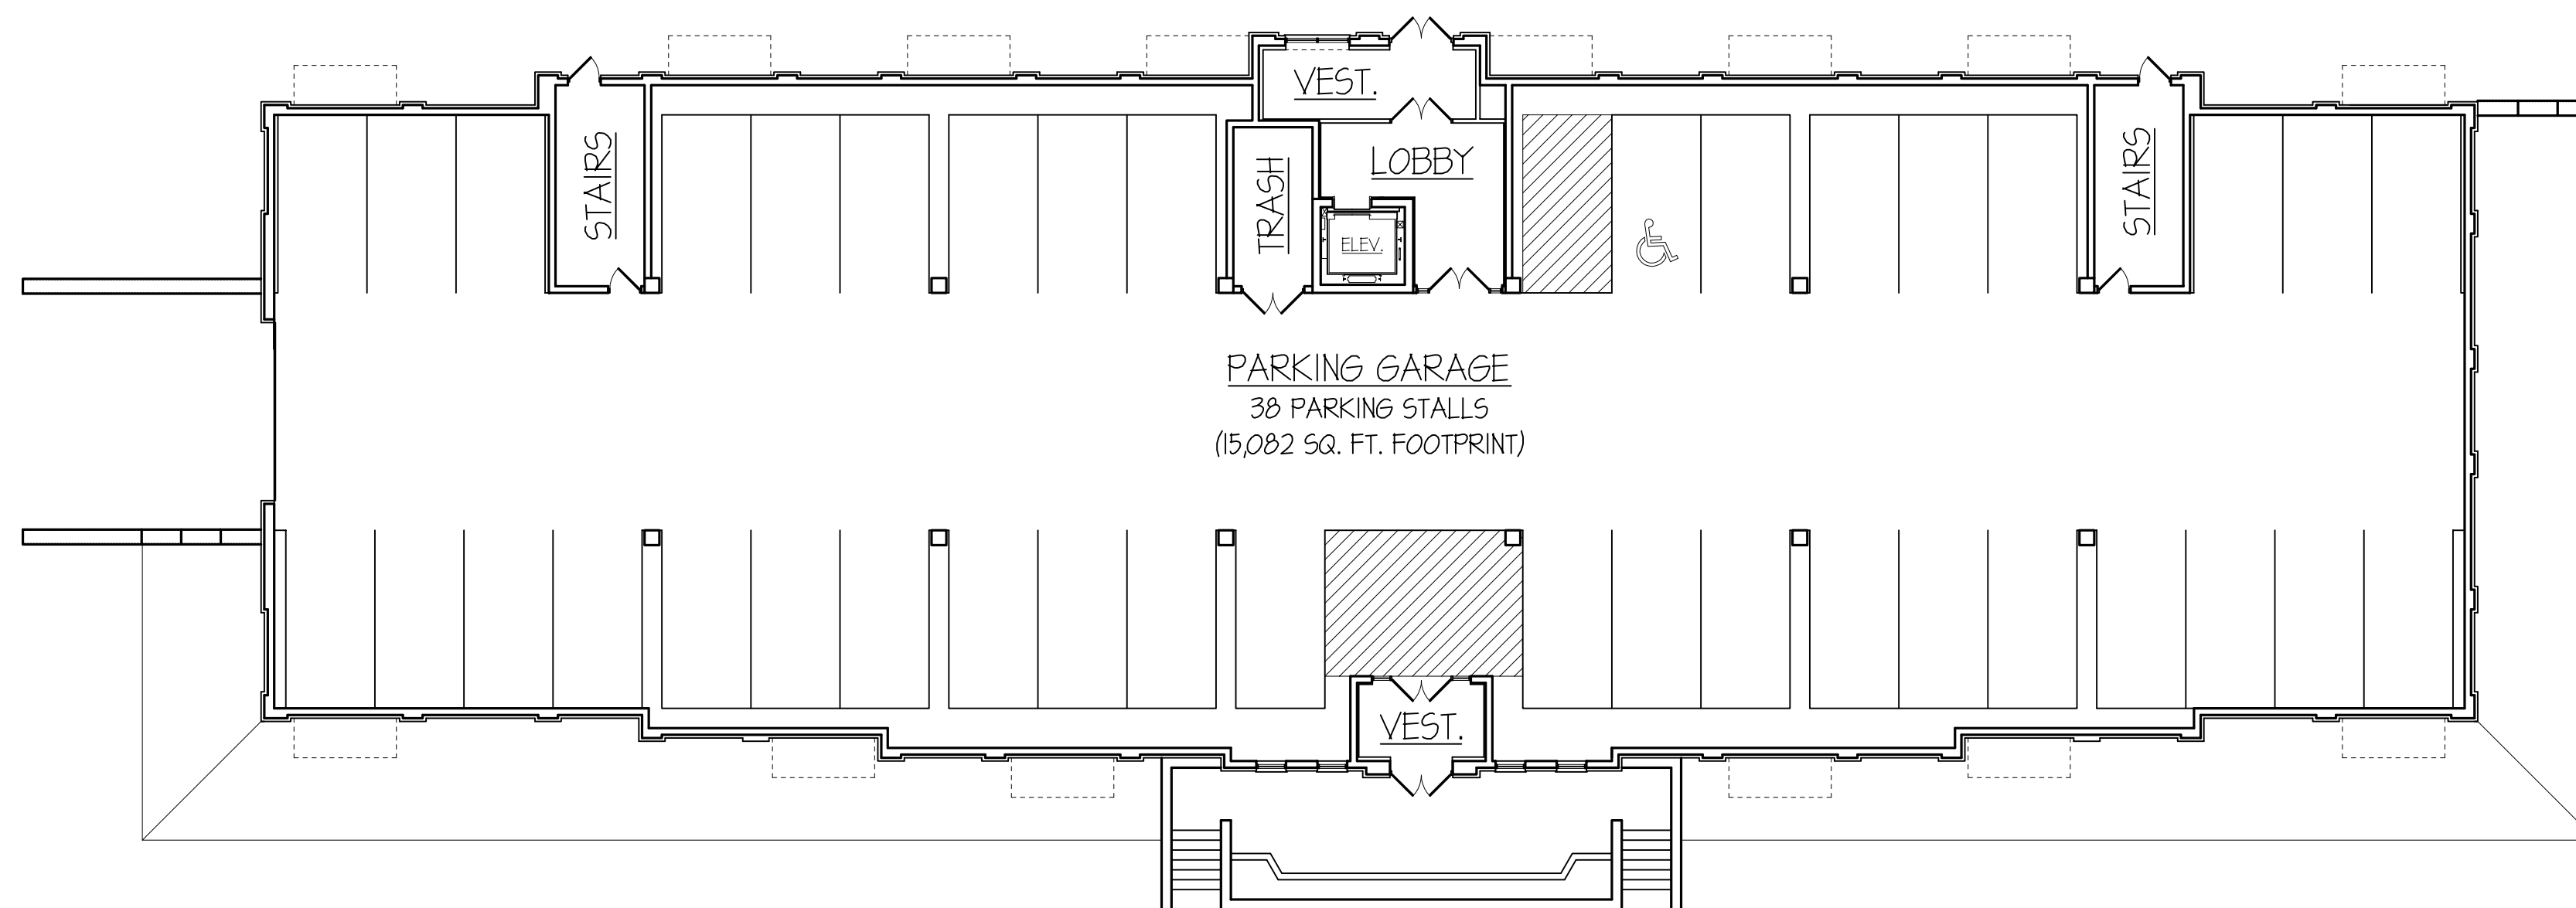 VEST.
STAIRS
TRASH
LOBBY
ELEV.
STAIRS
PARKING GARAGE
38 PARKING STALLS
(15,082 SQ. FT. FOOTPRINT)
VEST.